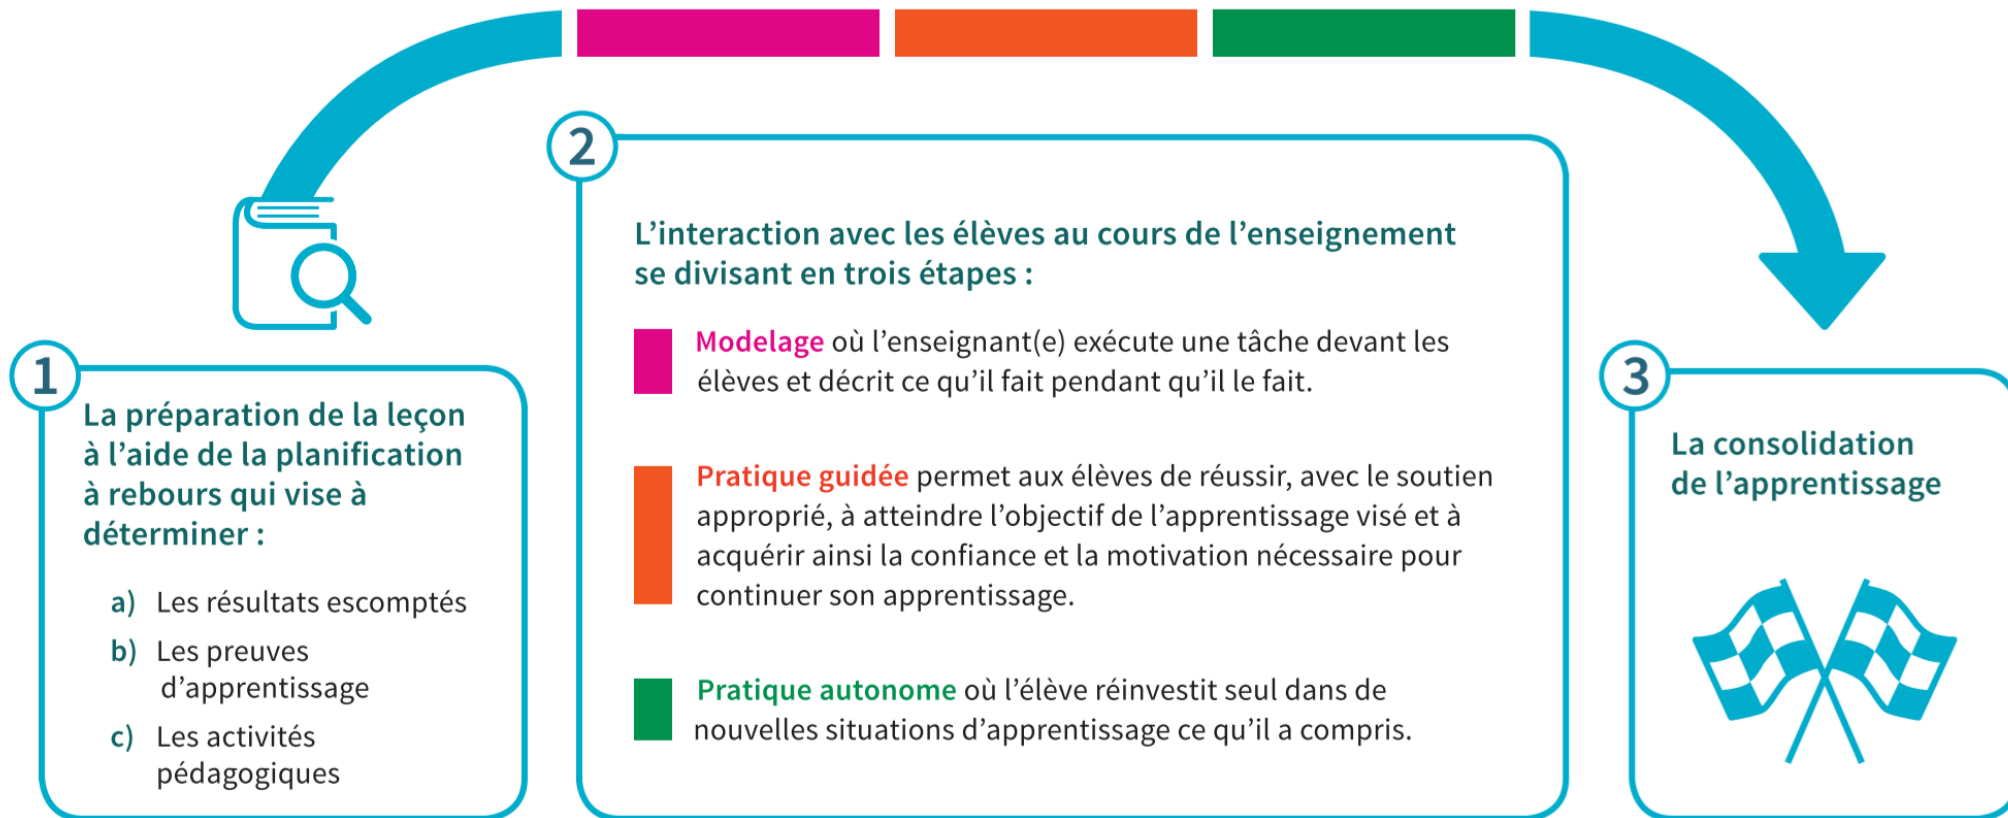 1
La préparation de la leçon
à l’aide de la planification
à rebours qui vise à
déterminer :
a) Les résultats escomptés
b) Les preuves
d’apprentissage
c) Les activités
pédagogiques
2
L’interaction avec les élèves au cours de l’enseignement
se divisant en trois étapes :
Modelage où l’enseignant(e) exécute une tâche devant les
élèves et décrit ce qu’il fait pendant qu’il le fait.
Pratique guidée permet aux élèves de réussir, avec le soutien
approprié, à atteindre l’objectif de l’apprentissage visé et à
acquérir ainsi la confiance et la motivation nécessaire pour
continuer son apprentissage.
Pratique autonome où l’élève réinvestit seul dans de
nouvelles situations d’apprentissage ce qu’il a compris.
3
La consolidation
de l’apprentissage